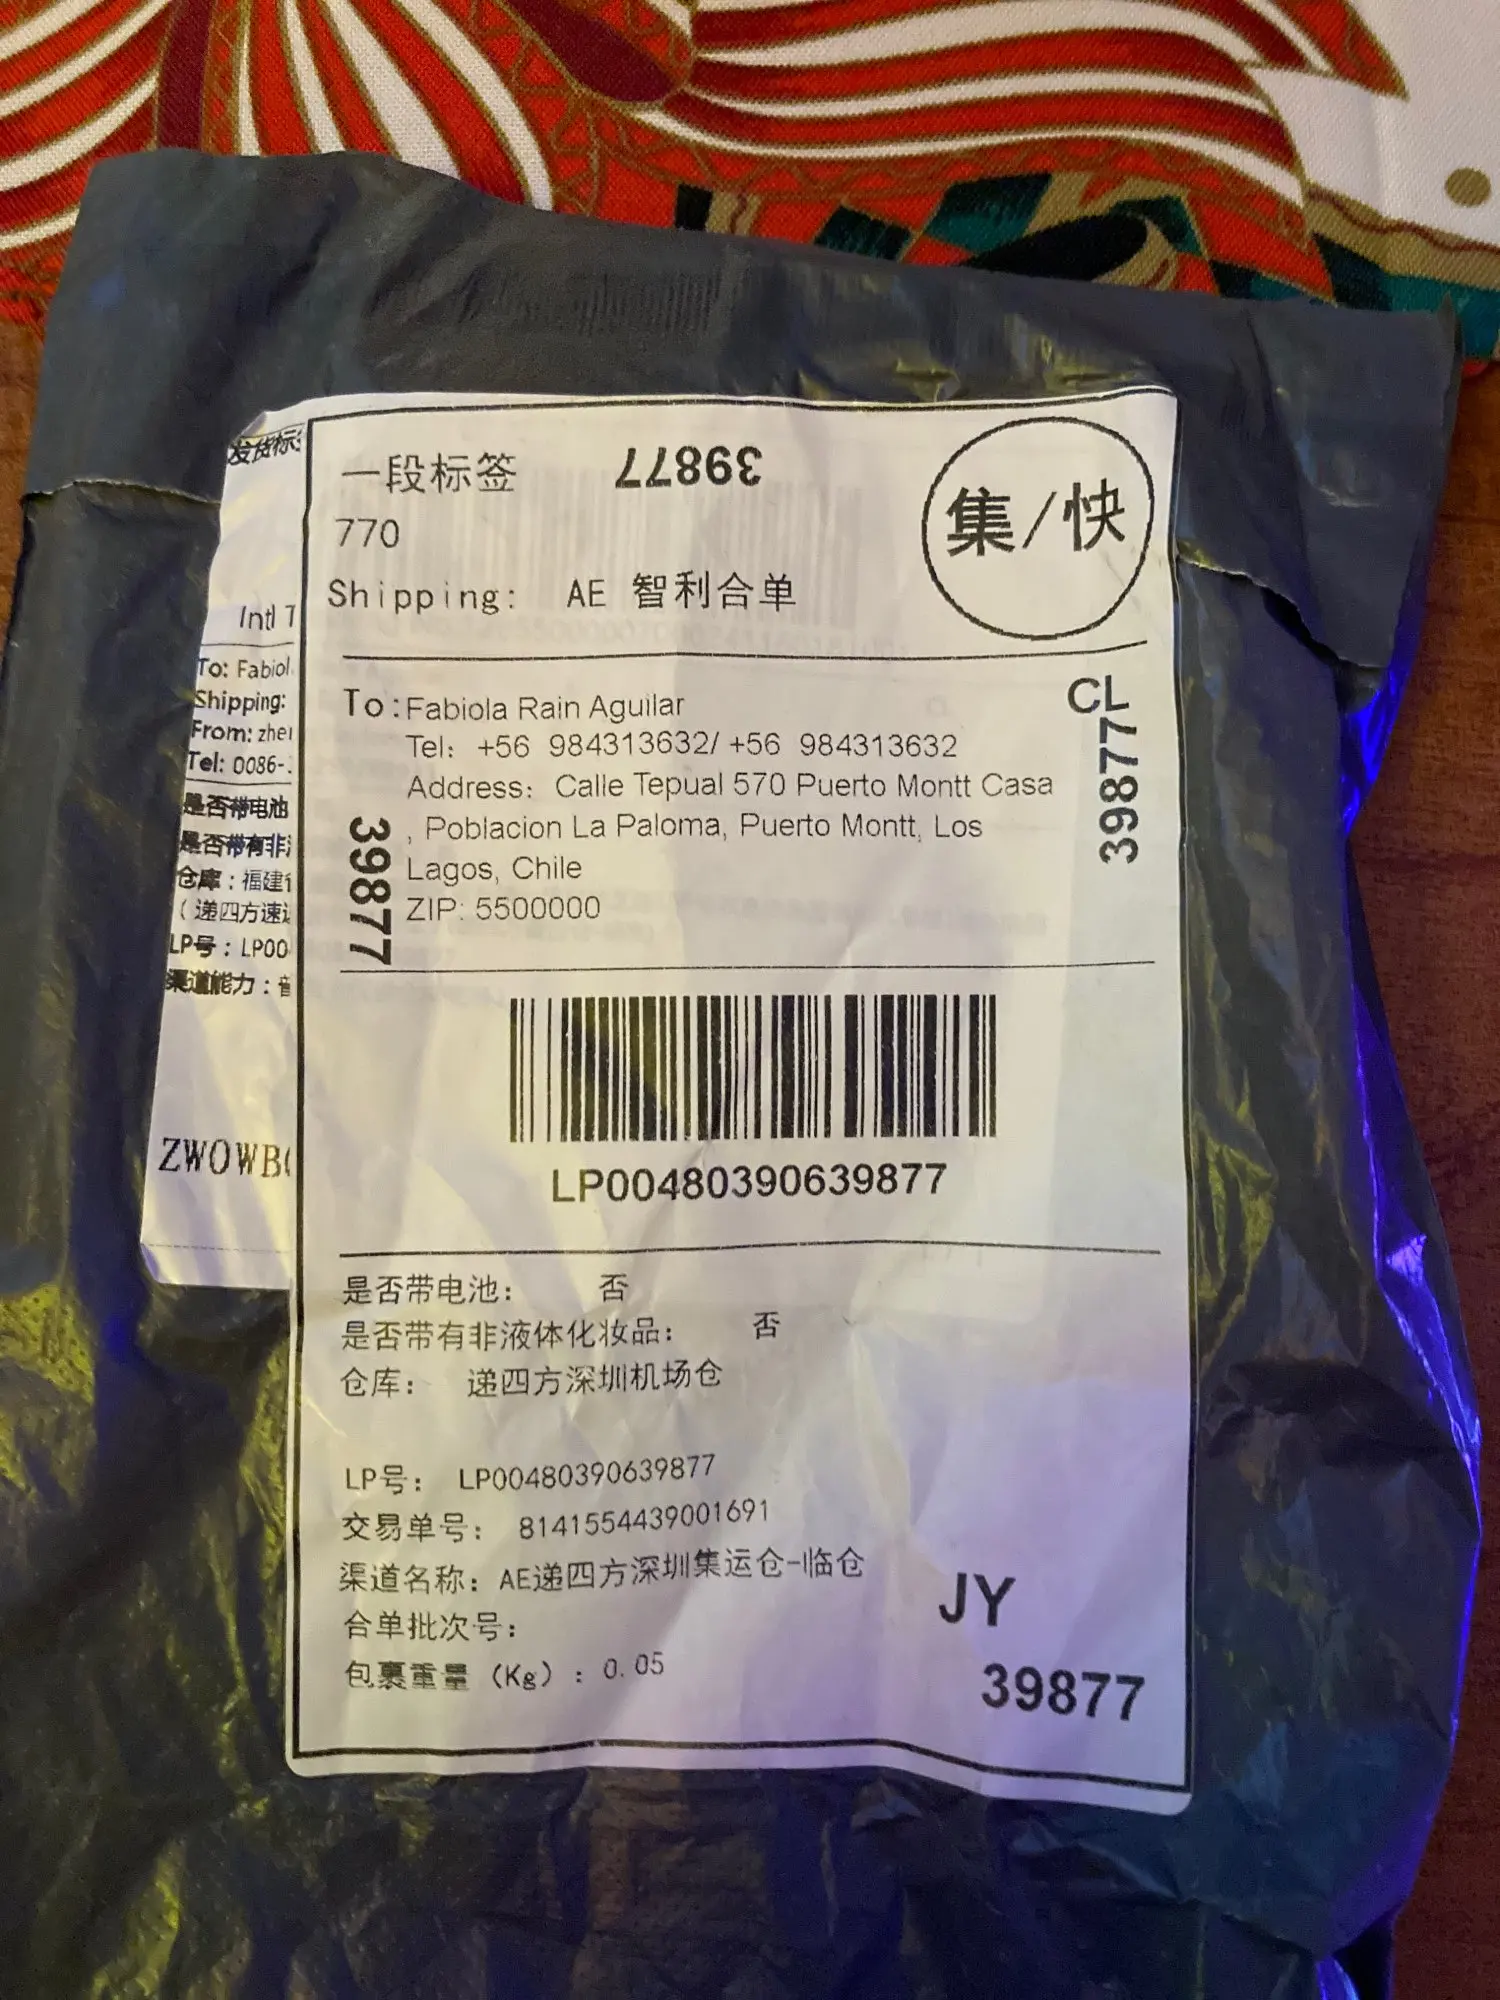 发货标
Intl T
To: Fabiol
Shipping:
From: zher
Tel: 0086-
是否带电池
是否带有非
仓库：福建
（递四方速
LP号：LP00
渠道能力：
ZWOWB
一段标签 39877
770
集/快
Shipping: AE 智利合单
To:Fabiola Rain Aguilar
Tel: +56 984313632/ +56 984313632
Address: Calle Tepual 570 Puerto Montt Casa
, Poblacion La Paloma, Puerto Montt, Los
Lagos, Chile
ZIP: 5500000
CL
39877
39877
LP00480390639877
是否带电池: 否
是否带有非液体化妆品: 否
仓库: 递四方深圳机场仓
LP号: LP00480390639877
交易单号: 8141554439001691
渠道名称: AE递四方深圳集运仓-临仓
合单批次号:
包裹重量（Kg）: 0.05
JY
39877